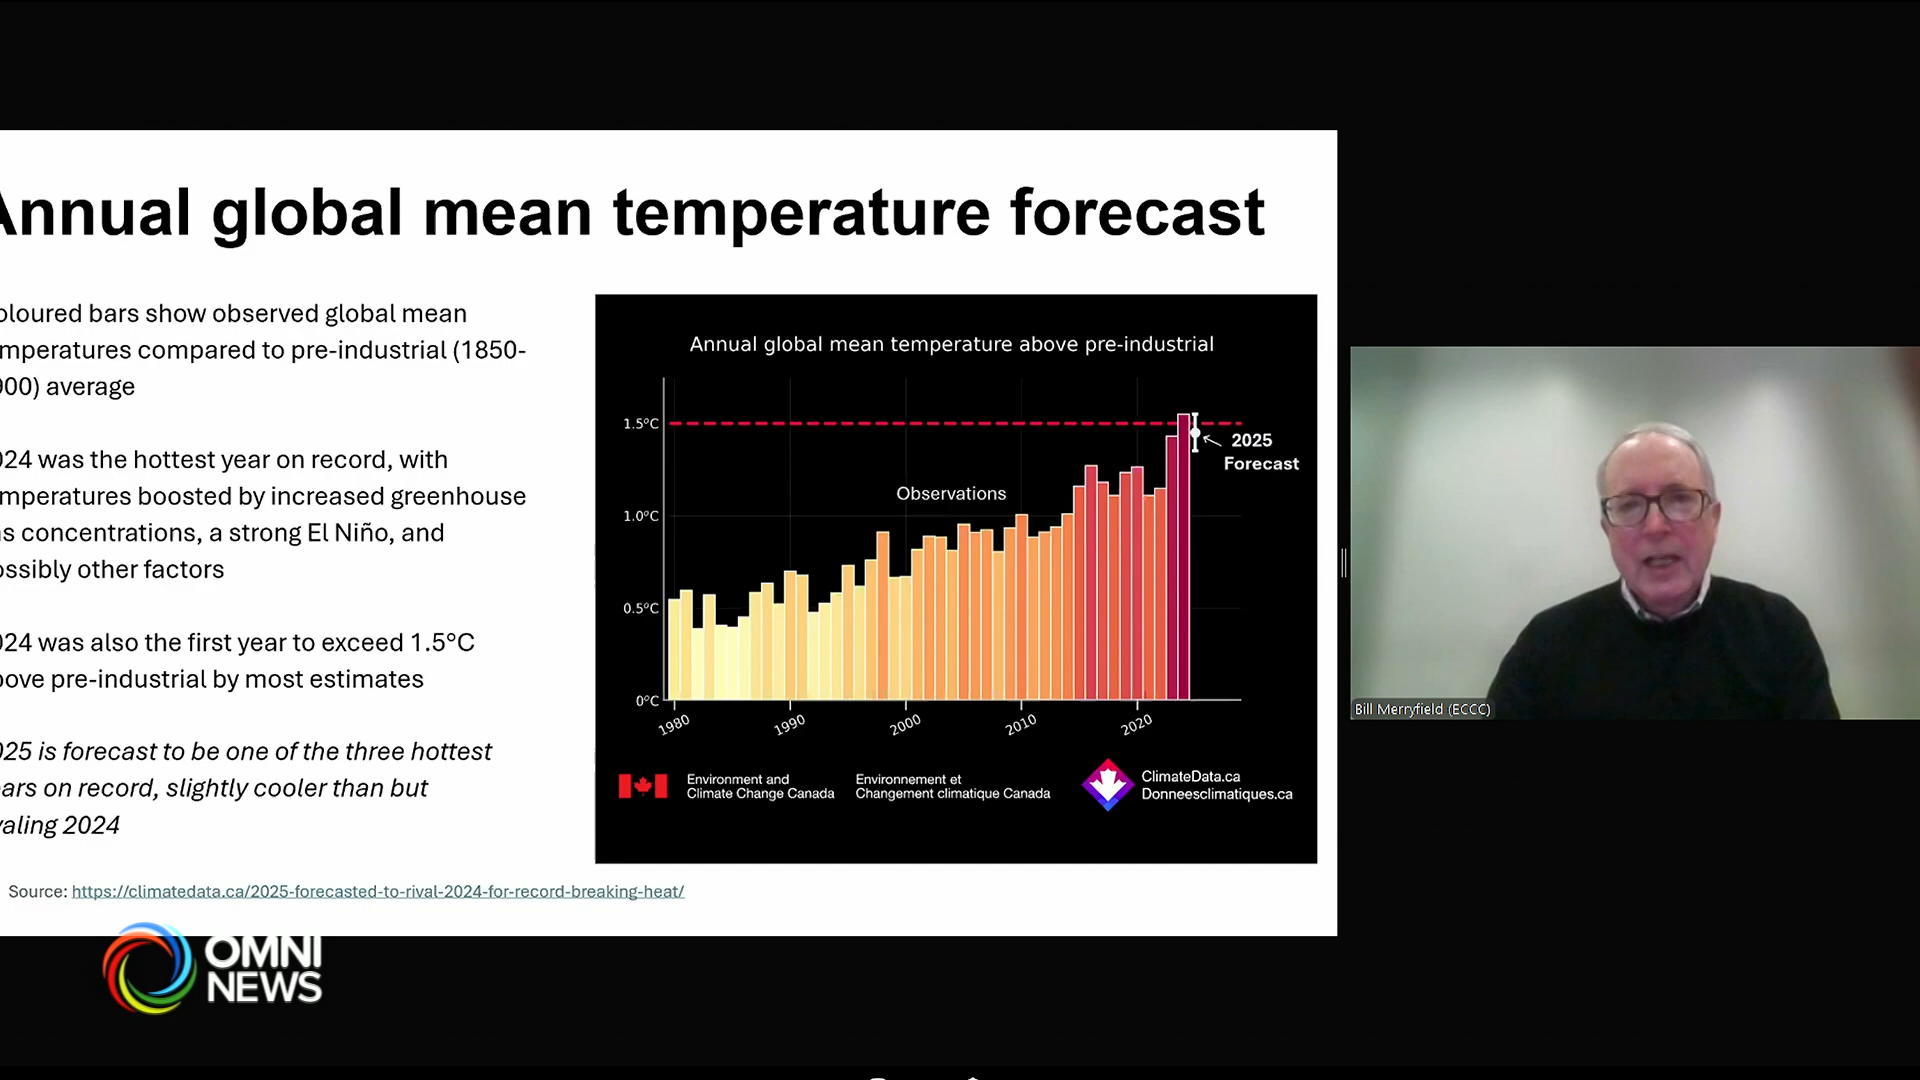 Annual global mean temperature forecast
oloured bars show observed global mean
mperatures compared to pre-industrial (1850-
900) average
024 was the hottest year on record, with
mperatures boosted by increased greenhouse
s concentrations, a strong El Niño, and
ossibly other factors
024 was also the first year to exceed 1.5°C
ove pre-industrial by most estimates
025 is forecast to be one of the three hottest
ars on record, slightly cooler than but
valing 2024
Source: https://climatedata.ca/2025-forecasted-to-rival-2024-for-record-breaking-heat/
Annual global mean temperature above pre-industrial
1.5°C
1.0°C
0.5°C
0°C
Observations
2025
Forecast
1980 1990 2000 2010 2020
Environment and
Climate Change Canada
Environnement et
Changement climatique Canada
ClimateData.ca
Donneesclimatiques.ca
Bill Merryfield (ECCC)
OMNI
NEWS